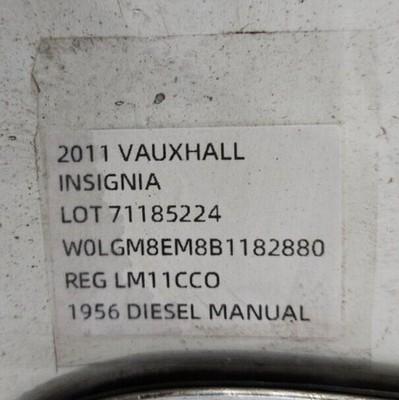 2011 VAUXHALL
INSIGNIA
LOT 71185224
W0LGM8EM8B1182880
REG LM11CCO
1956 DIESEL MANUAL